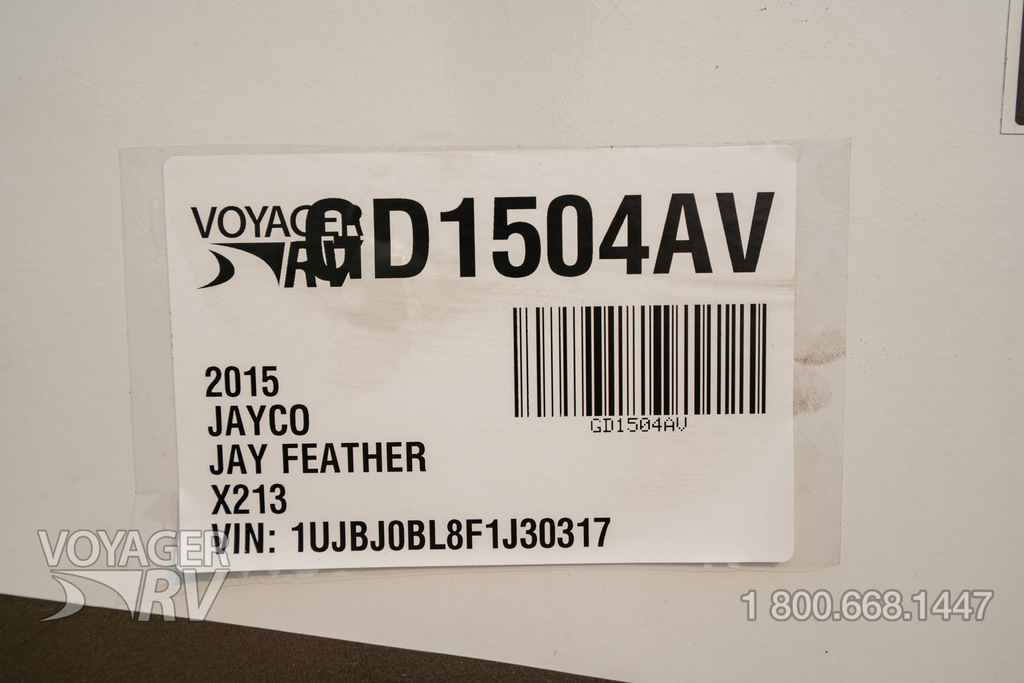 VOYAGER RV GD1504AV
GD1504AV
2015
JAYCO
JAY FEATHER
X213
VIN: 1UJBJ0BL8F1J30317
VOYAGER
RV
1 800.668.1447